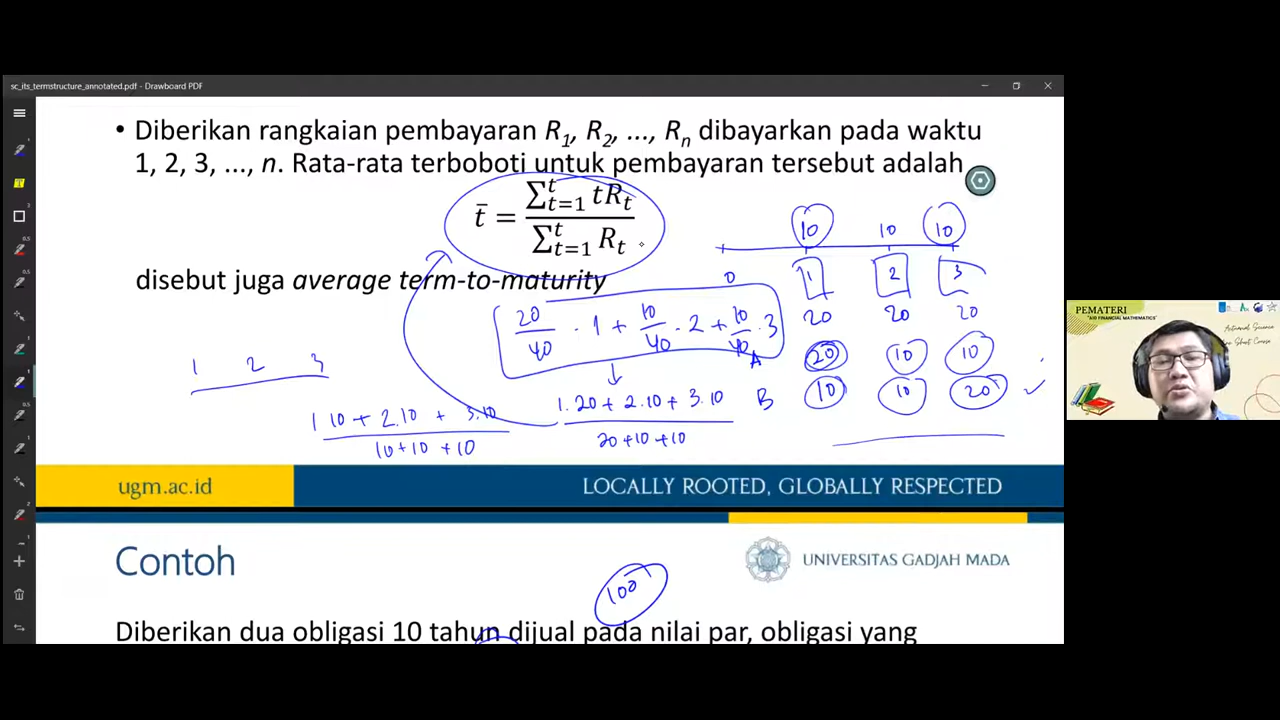 sc_its_termstructure_annotated.pdf - Drawboard PDF
• Diberikan rangkaian pembayaran R1, R2, ..., Rn dibayarkan pada waktu
1, 2, 3, ..., n. Rata-rata terboboti untuk pembayaran tersebut adalah
t̄ = ∑ᵗₜ₌₁ tRₜ / ∑ᵗₜ₌₁ Rₜ
10 10 10
disebut juga average term-to-maturity
0 1 2 3
20 20 20
20/40 · 1 + 10/40 · 2 + 10/40 · 3
A 20 10 10
1 2 3
1.20 + 2.10 + 3.10 B 10 10 20
20+10+10
1 10 + 2.10 + 3.10
10+10+10
ugm.ac.id LOCALLY ROOTED, GLOBALLY RESPECTED
Contoh UNIVERSITAS GADJAH MADA
100
Diberikan dua obligasi 10 tahun dijual pada nilai par, obligasi yang
PEMATERI
"AIO FINANCIAL MATHEMATICS"